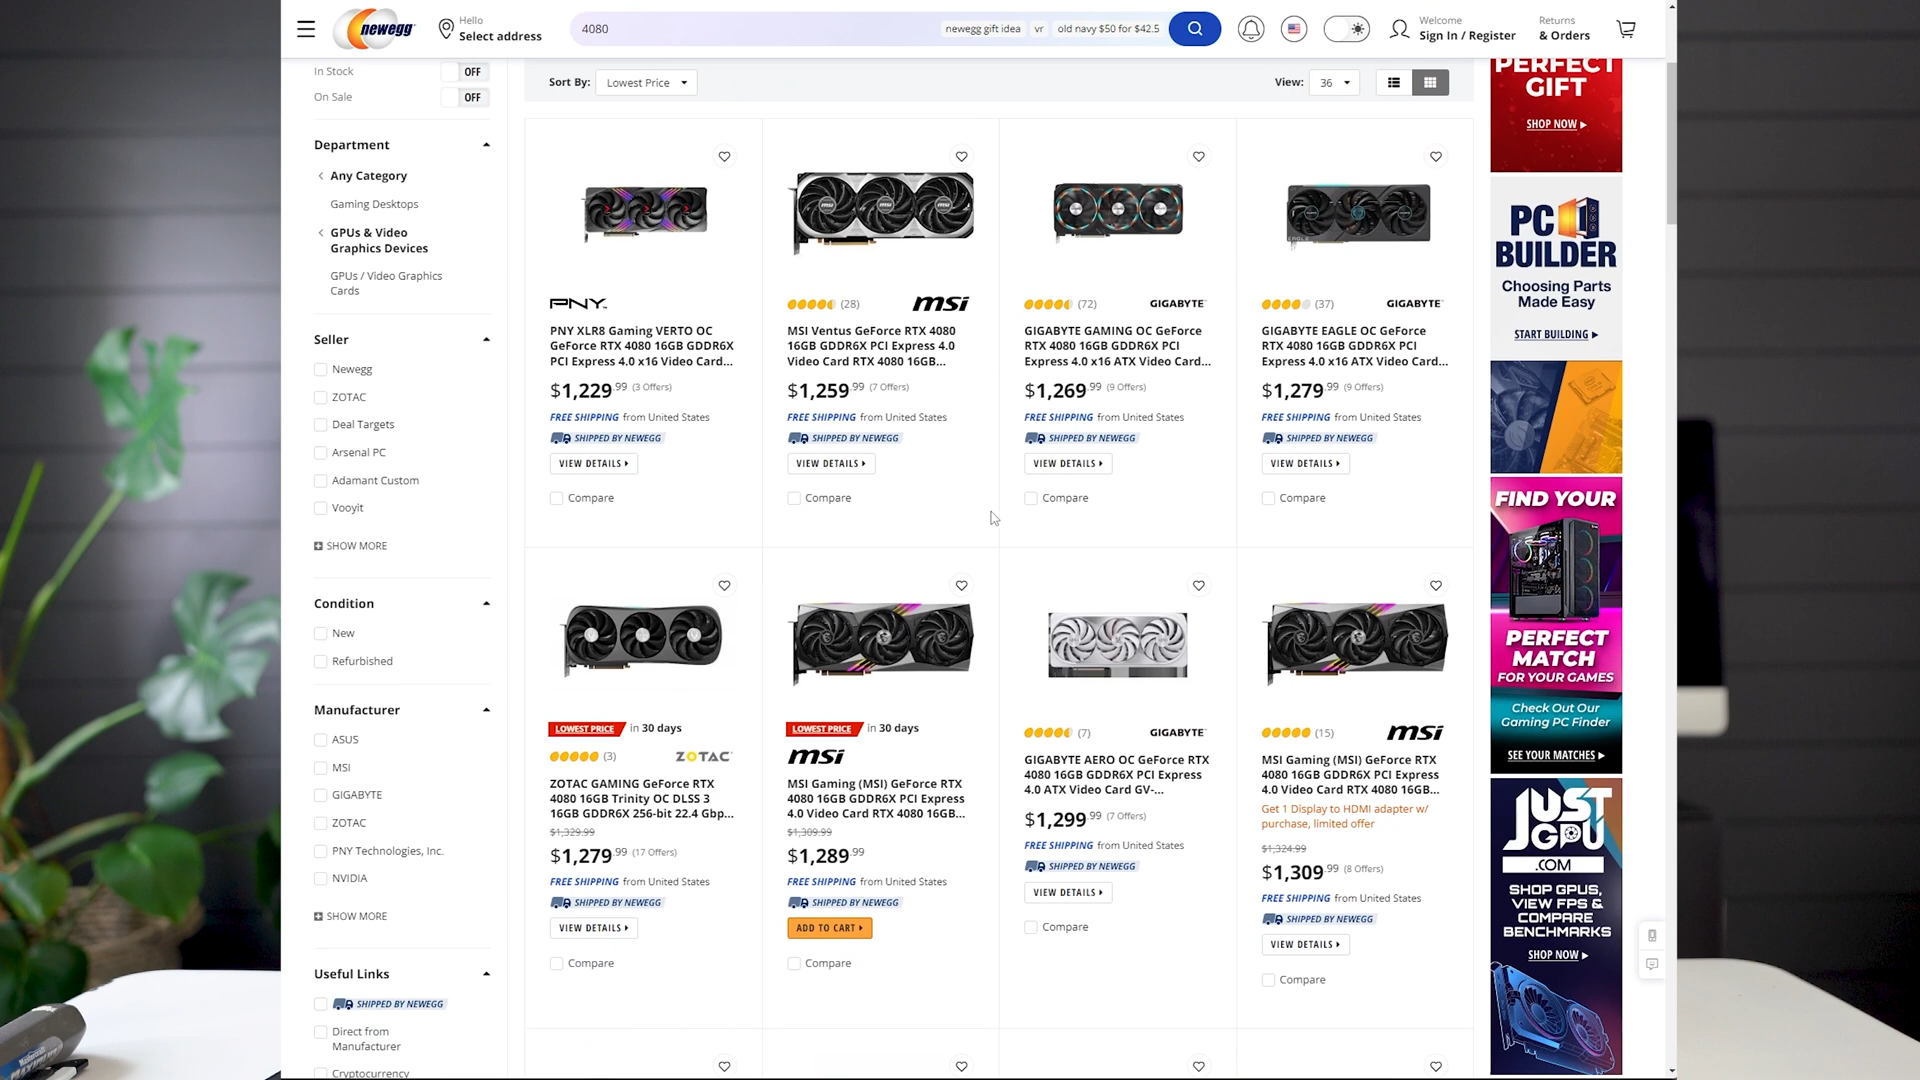 newegg
Hello
Select address
4080
newegg gift idea
vr
old navy $50 for $42.5
Welcome
Sign In / Register
Returns
& Orders
In Stock
OFF
On Sale
OFF
Department
Any Category
Gaming Desktops
GPUs & Video
Graphics Devices
GPUs / Video Graphics
Cards
Seller
Newegg
ZOTAC
Deal Targets
Arsenal PC
Adamant Custom
Vooyit
SHOW MORE
Condition
New
Refurbished
Manufacturer
ASUS
MSI
GIGABYTE
ZOTAC
PNY Technologies, Inc.
NVIDIA
SHOW MORE
Useful Links
SHIPPED BY NEWEGG
Direct from
Manufacturer
Cryptocurrency
Sort By:
Lowest Price
View:
36
PNY
PNY XLR8 Gaming VERTO OC
GeForce RTX 4080 16GB GDDR6X
PCI Express 4.0 x16 Video Card...
$1,229.99 (3 Offers)
FREE SHIPPING from United States
SHIPPED BY NEWEGG
VIEW DETAILS
Compare
(28)
msi
MSI Ventus GeForce RTX 4080
16GB GDDR6X PCI Express 4.0
Video Card RTX 4080 16GB...
$1,259.99 (7 Offers)
FREE SHIPPING from United States
SHIPPED BY NEWEGG
VIEW DETAILS
Compare
(72)
GIGABYTE
GIGABYTE GAMING OC GeForce
RTX 4080 16GB GDDR6X PCI
Express 4.0 x16 ATX Video Card...
$1,269.99 (9 Offers)
FREE SHIPPING from United States
SHIPPED BY NEWEGG
VIEW DETAILS
Compare
EAGLE
(37)
GIGABYTE
GIGABYTE EAGLE OC GeForce
RTX 4080 16GB GDDR6X PCI
Express 4.0 x16 ATX Video Card...
$1,279.99 (9 Offers)
FREE SHIPPING from United States
SHIPPED BY NEWEGG
VIEW DETAILS
Compare
LOWEST PRICE in 30 days
(3)
ZOTAC
ZOTAC GAMING GeForce RTX
4080 16GB Trinity OC DLSS 3
16GB GDDR6X 256-bit 22.4 Gbp...
$1,329.99
$1,279.99 (17 Offers)
FREE SHIPPING from United States
SHIPPED BY NEWEGG
VIEW DETAILS
Compare
LOWEST PRICE in 30 days
msi
MSI Gaming (MSI) GeForce RTX
4080 16GB GDDR6X PCI Express
4.0 Video Card RTX 4080 16GB...
$1,309.99
$1,289.99
FREE SHIPPING from United States
SHIPPED BY NEWEGG
ADD TO CART
Compare
(7)
GIGABYTE
GIGABYTE AERO OC GeForce RTX
4080 16GB GDDR6X PCI Express
4.0 ATX Video Card GV-...
$1,299.99 (7 Offers)
FREE SHIPPING from United States
SHIPPED BY NEWEGG
VIEW DETAILS
Compare
(15)
msi
MSI Gaming (MSI) GeForce RTX
4080 16GB GDDR6X PCI Express
4.0 Video Card RTX 4080 16GB...
Get 1 Display to HDMI adapter w/
purchase, limited offer
$1,324.99
$1,309.99 (8 Offers)
FREE SHIPPING from United States
SHIPPED BY NEWEGG
VIEW DETAILS
Compare
PERFECT
GIFT
SHOP NOW
PC
BUILDER
Choosing Parts
Made Easy
START BUILDING
FIND YOUR
PERFECT
MATCH
FOR YOUR GAMES
Check Out Our
Gaming PC Finder
SEE YOUR MATCHES
JUST
GPU
.COM
SHOP GPUS,
VIEW FPS &
COMPARE
BENCHMARKS
SHOP NOW